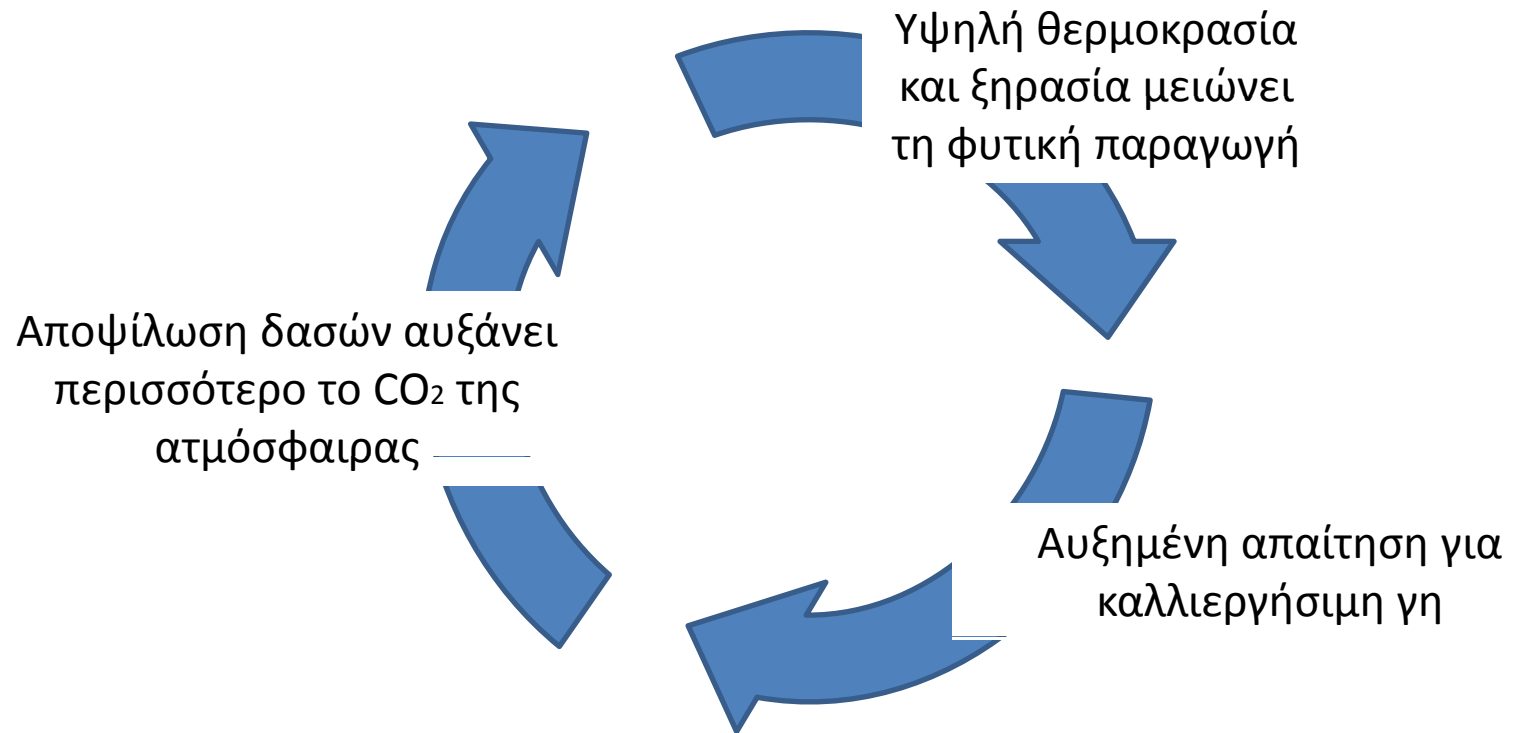 Υψηλή θερμοκρασία
και ξηρασία μειώνει
τη φυτική παραγωγή
Αυξημένη απαίτηση για
καλλιεργήσιμη γη
Αποψίλωση δασών αυξάνει
περισσότερο το CO₂ της
ατμόσφαιρας